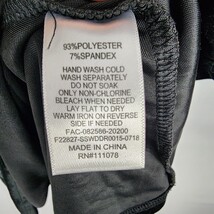 93%POLYESTER
7%SPANDEX
HAND WASH COLD
WASH SEPARATELY
DO NOT SOAK
ONLY NON-CHLORINE
BLEACH WHEN NEEDED
LAY FLAT TO DRY
WARM IRON ON REVERSE
SIDE IF NEEDED
FAC-082586-20200
F22827-SSWDDR0015-0718
MADE IN CHINA
RN#111078